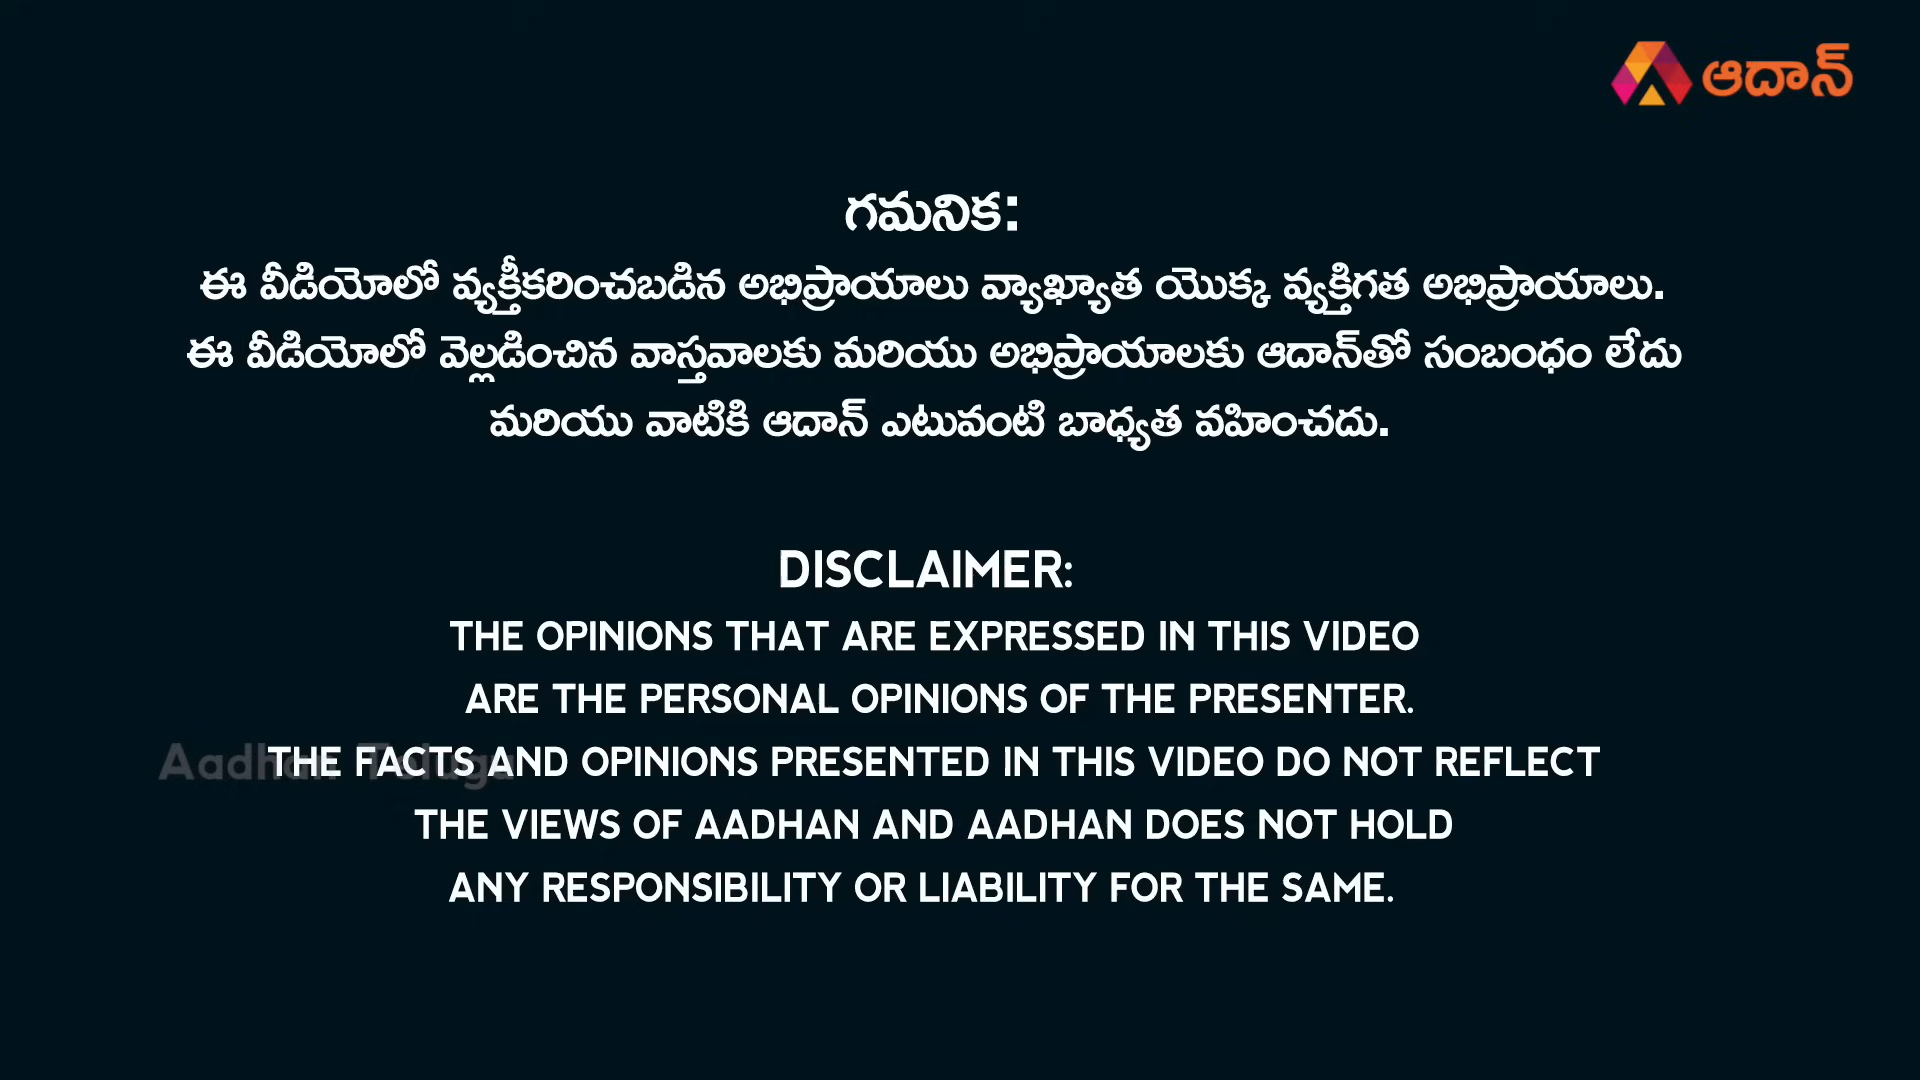 ఆదాన్
గమనిక:
ఈ వీడియోలో వ్యక్తీకరించబడిన అభిప్రాయాలు వ్యాఖ్యాత యొక్క వ్యక్తిగత అభిప్రాయాలు.
ఈ వీడియోలో వెల్లడించిన వాస్తవాలకు మరియు అభిప్రాయాలకు ఆదాన్‌తో సంబంధం లేదు
మరియు వాటికి ఆదాన్ ఎటువంటి బాధ్యత వహించదు.
DISCLAIMER:
THE OPINIONS THAT ARE EXPRESSED IN THIS VIDEO
ARE THE PERSONAL OPINIONS OF THE PRESENTER.
Aadhan Telugu
THE FACTS AND OPINIONS PRESENTED IN THIS VIDEO DO NOT REFLECT
THE VIEWS OF AADHAN AND AADHAN DOES NOT HOLD
ANY RESPONSIBILITY OR LIABILITY FOR THE SAME.